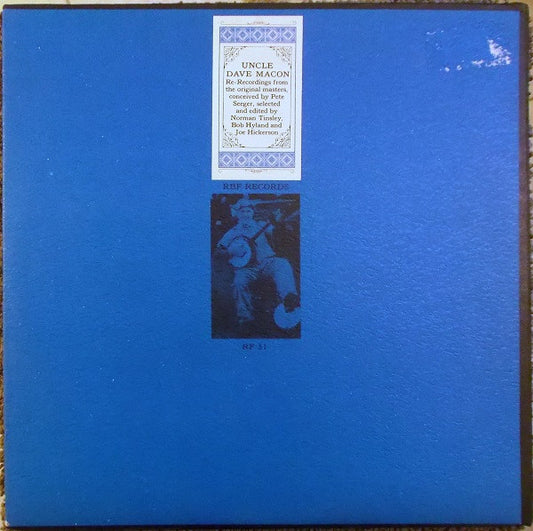 UNCLE
DAVE MACON
Re-Recordings from
the original masters,
conceived by Pete
Seeger, selected
and edited by
Norman Tinsley,
Bob Hyland and
Joe Hickerson
RBF RECORDS
RF 51